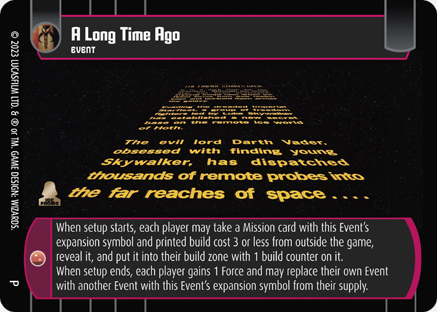 A Long Time Ago
EVENT
Evading the dreaded Imperial
Starfleet, a group of freedom
fighters led by Luke Skywalker
has established a new secret
base on the remote ice world
of Hoth.
The evil lord Darth Vader,
obsessed with finding young
Skywalker, has dispatched
thousands of remote probes into
the far reaches of space . . . .
When setup starts, each player may take a Mission card with this Event's
expansion symbol and printed build cost 3 or less from outside the game,
reveal it, and put it into their build zone with 1 build counter on it.
When setup ends, each player gains 1 Force and may replace their own Event
with another Event with this Event's expansion symbol from their supply.
© 2023 LUCASFILM LTD. & ® or TM. GAME DESIGN: WIZARDS.
P